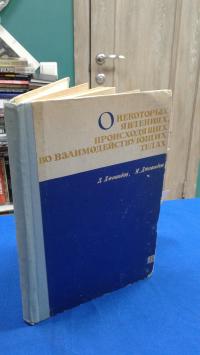 О НЕКОТОРЫХ
ЯВЛЕНИЯХ,
ПРОИСХОДЯЩИХ
ВО ВЗАИМОДЕЙСТВУЮЩИХ
ТЕЛАХ